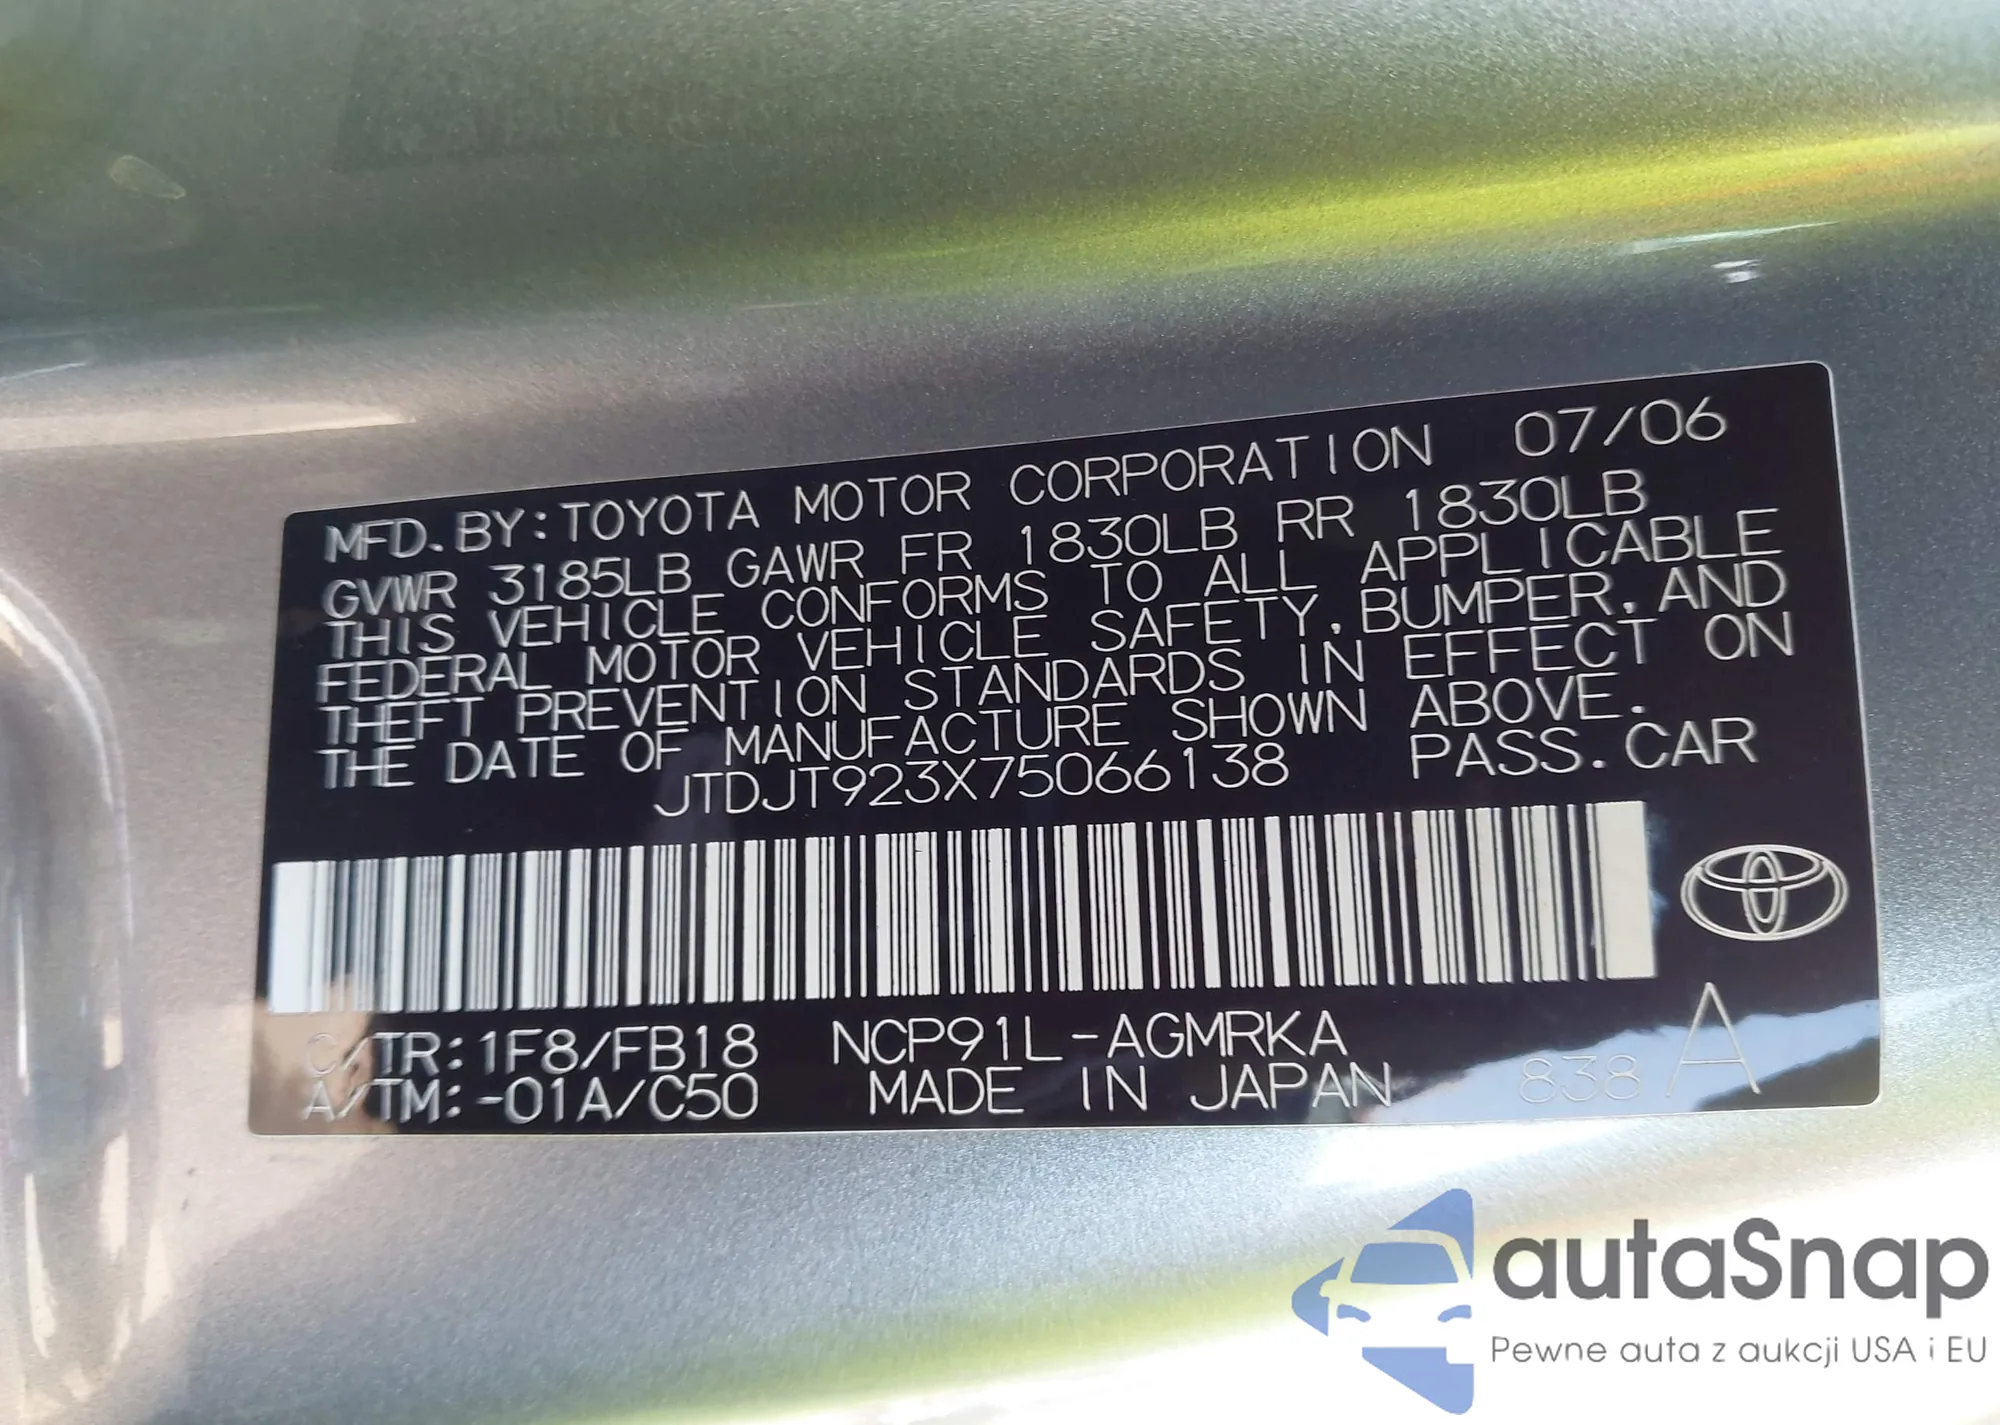 MFD. BY: TOYOTA MOTOR CORPORATION 07/06
GVWR 3185LB GAWR FR 1830LB RR 1830LB
THIS VEHICLE CONFORMS TO ALL APPLICABLE
FEDERAL MOTOR VEHICLE SAFETY, BUMPER, AND
THEFT PREVENTION STANDARDS IN EFFECT ON
THE DATE OF MANUFACTURE SHOWN ABOVE.
JTDJT923X75066138 PASS. CAR
C/TR: 1F8/FB18 NCP91L-AGMRKA
A/TM: -01A/C50 MADE IN JAPAN 838 A
autaSnap
Pewne auta z aukcji USA i EU